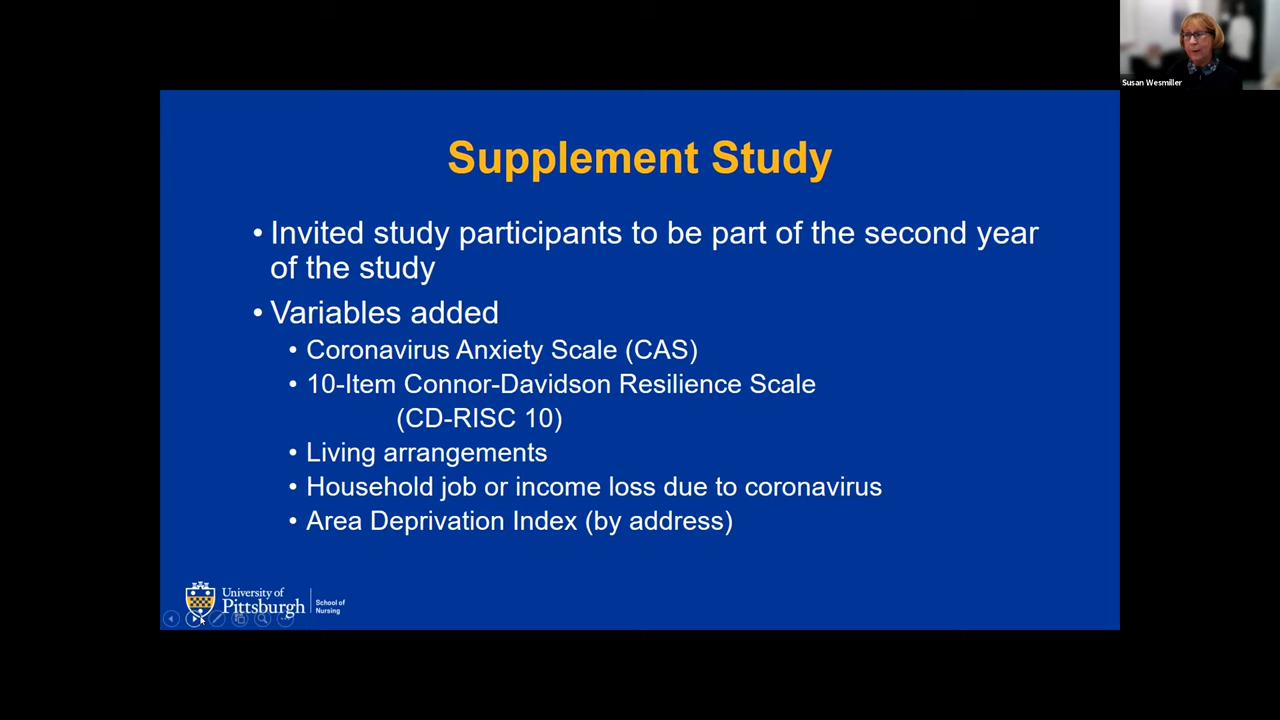 Susan Wesmiller
Supplement Study
• Invited study participants to be part of the second year
of the study
• Variables added
• Coronavirus Anxiety Scale (CAS)
• 10-Item Connor-Davidson Resilience Scale
(CD-RISC 10)
• Living arrangements
• Household job or income loss due to coronavirus
• Area Deprivation Index (by address)
University of
Pittsburgh
School of
Nursing